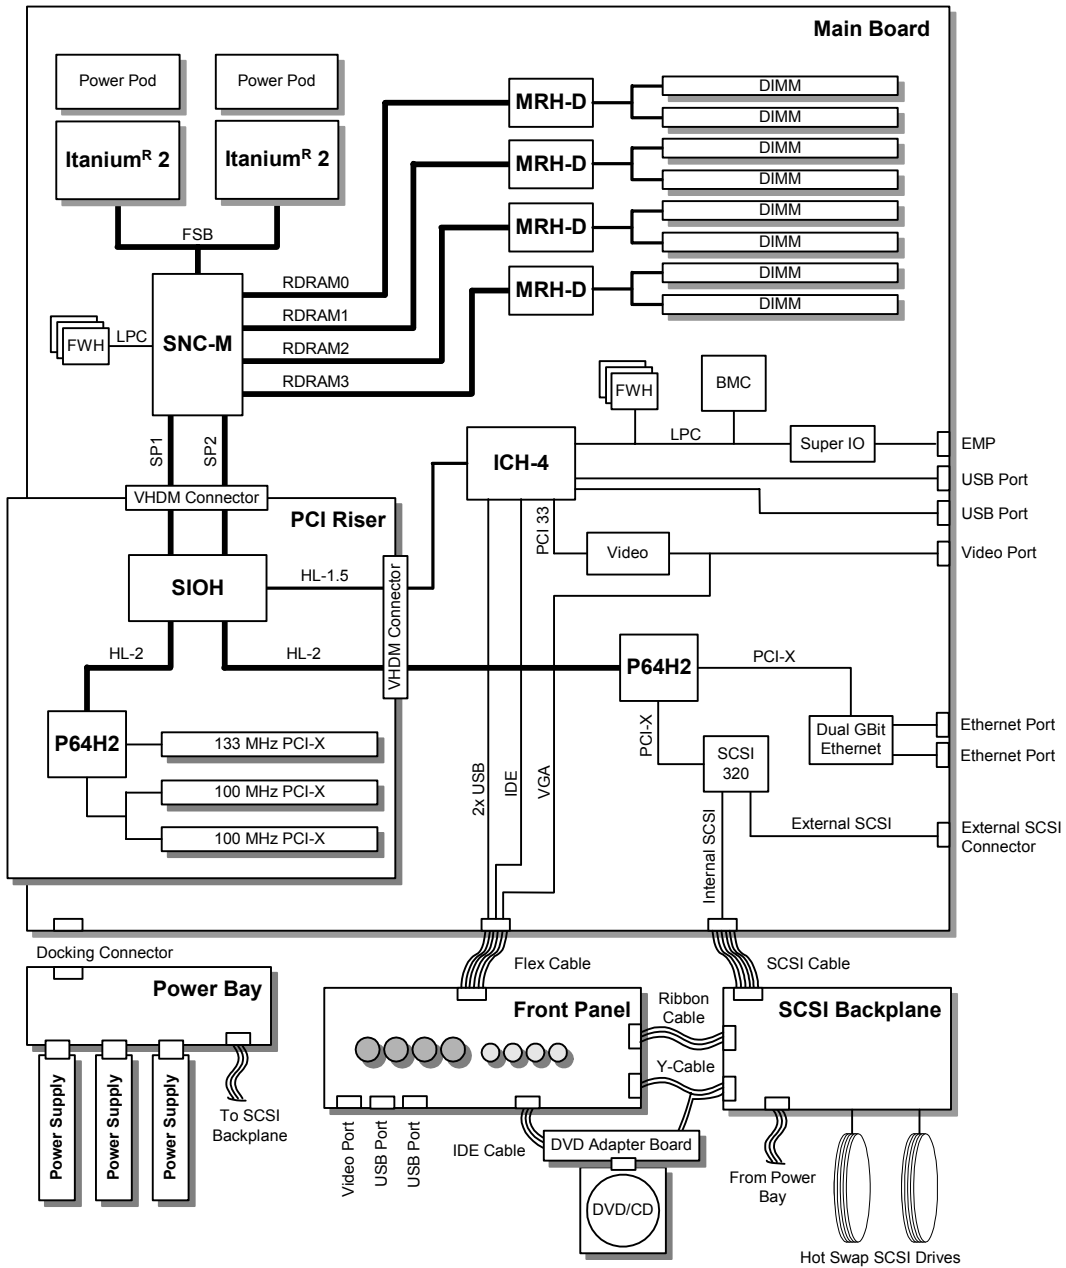 Main Board
Power Pod
Power Pod
Itanium^R 2
Itanium^R 2
FSB
MRH-D
MRH-D
MRH-D
MRH-D
DIMM
DIMM
DIMM
DIMM
DIMM
DIMM
DIMM
DIMM
RDRAM0
RDRAM1
RDRAM2
RDRAM3
FWH
LPC
SNC-M
SP1
SP2
FWH
BMC
LPC
ICH-4
Super IO
EMP
USB Port
USB Port
Video Port
PCI 33
Video
VHDM Connector
PCI Riser
SIOH
HL-1.5
VHDM Connector
HL-2
HL-2
P64H2
133 MHz PCI-X
100 MHz PCI-X
100 MHz PCI-X
P64H2
PCI-X
PCI-X
Dual GBit
Ethernet
Ethernet Port
Ethernet Port
SCSI
320
2x USB
IDE
VGA
Internal SCSI
External SCSI
External SCSI
Connector
Docking Connector
Power Bay
Power Supply
Power Supply
Power Supply
To SCSI
Backplane
Flex Cable
SCSI Cable
Front Panel
Ribbon
Cable
Y-Cable
SCSI Backplane
Video Port
USB Port
USB Port
IDE Cable
DVD Adapter Board
DVD/CD
From Power
Bay
Hot Swap SCSI Drives